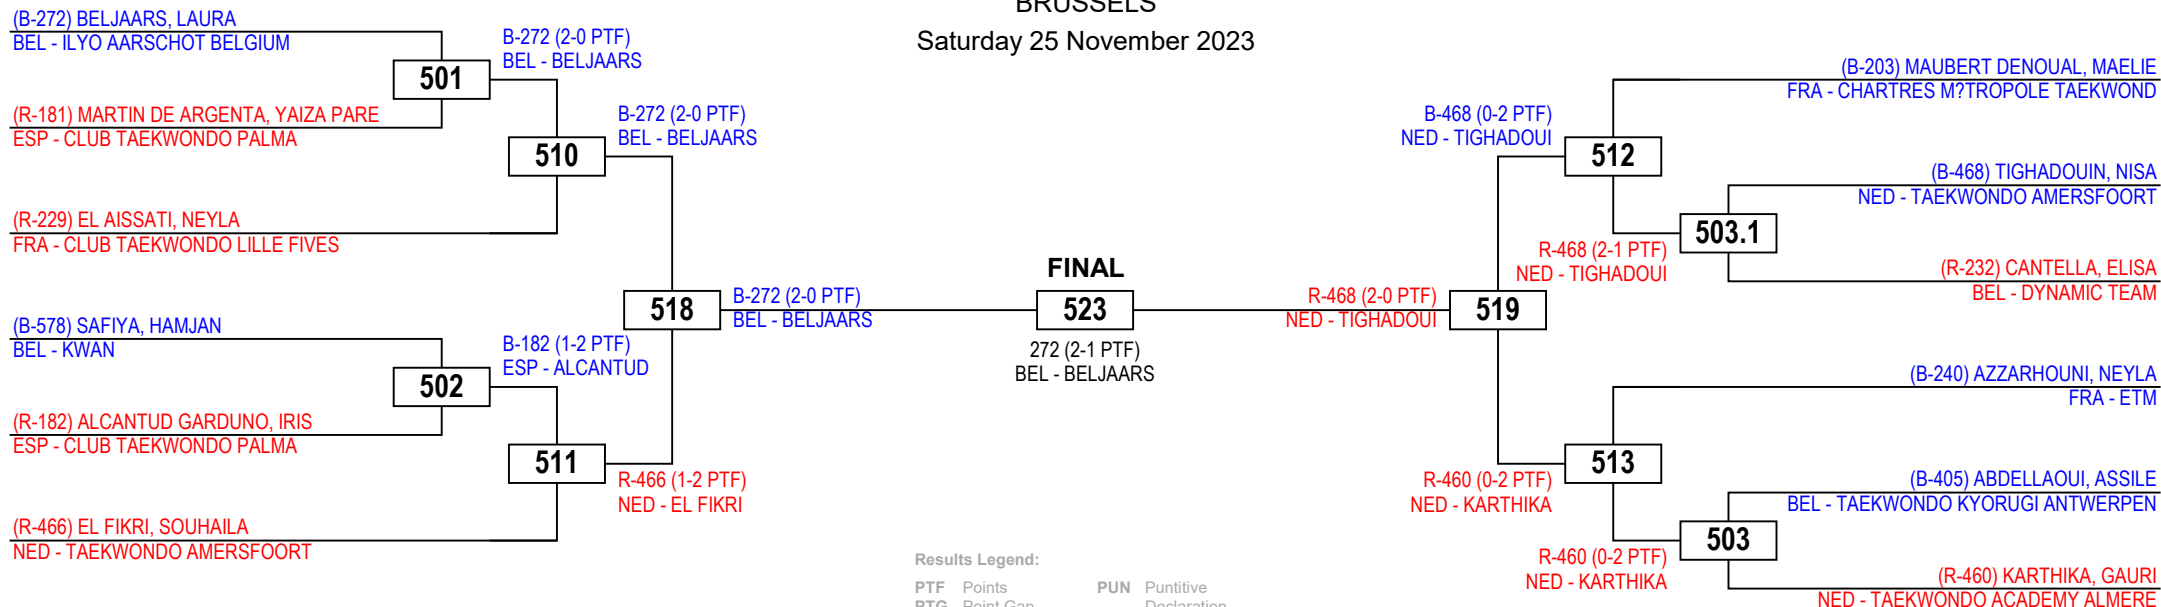 BRUSSELS
Saturday 25 November 2023
(B-272) BELJAARS, LAURA
BEL - ILYO AARSCHOT BELGIUM
501
(R-181) MARTIN DE ARGENTA, YAIZA PARE
ESP - CLUB TAEKWONDO PALMA
B-272 (2-0 PTF)
BEL - BELJAARS
510
(R-229) EL AISSATI, NEYLA
FRA - CLUB TAEKWONDO LILLE FIVES
B-272 (2-0 PTF)
BEL - BELJAARS
518
(B-578) SAFIYA, HAMJAN
BEL - KWAN
502
(R-182) ALCANTUD GARDUNO, IRIS
ESP - CLUB TAEKWONDO PALMA
B-182 (1-2 PTF)
ESP - ALCANTUD
511
(R-466) EL FIKRI, SOUHAILA
NED - TAEKWONDO AMERSFOORT
R-466 (1-2 PTF)
NED - EL FIKRI
B-272 (2-0 PTF)
BEL - BELJAARS
FINAL
523
272 (2-1 PTF)
BEL - BELJAARS
R-468 (2-0 PTF)
NED - TIGHADOUI
519
B-468 (0-2 PTF)
NED - TIGHADOUI
512
(B-203) MAUBERT DENOUAL, MAELIE
FRA - CHARTRES M?TROPOLE TAEKWOND
(B-468) TIGHADOUIN, NISA
NED - TAEKWONDO AMERSFOORT
503.1
R-468 (2-1 PTF)
NED - TIGHADOUI
(R-232) CANTELLA, ELISA
BEL - DYNAMIC TEAM
(B-240) AZZARHOUNI, NEYLA
FRA - ETM
513
R-460 (0-2 PTF)
NED - KARTHIKA
(B-405) ABDELLAOUI, ASSILE
BEL - TAEKWONDO KYORUGI ANTWERPEN
503
R-460 (0-2 PTF)
NED - KARTHIKA
(R-460) KARTHIKA, GAURI
NED - TAEKWONDO ACADEMY ALMERE
Results Legend:
PTF Points PUN Puntitive
PTG Point Gap Declaration